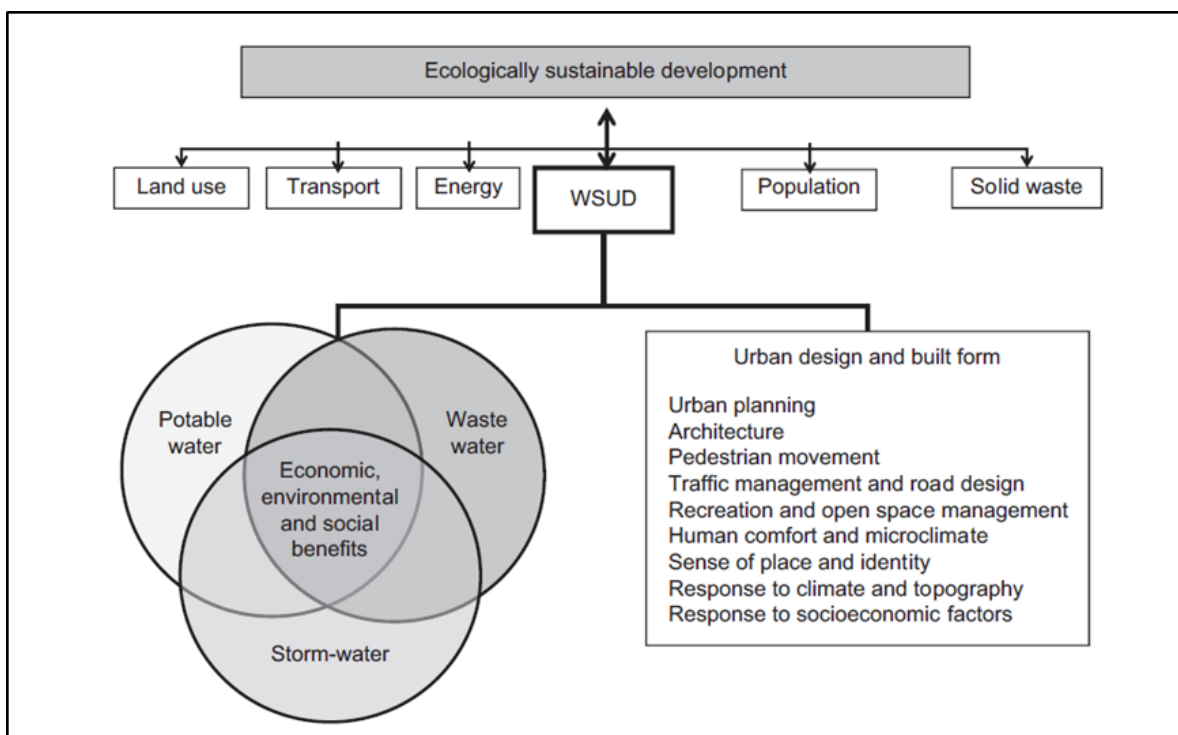 Ecologically sustainable development
Land use
Transport
Energy
WSUD
Population
Solid waste
Potable
water
Waste
water
Economic,
environmental
and social
benefits
Storm-water
Urban design and built form
Urban planning
Architecture
Pedestrian movement
Traffic management and road design
Recreation and open space management
Human comfort and microclimate
Sense of place and identity
Response to climate and topography
Response to socioeconomic factors